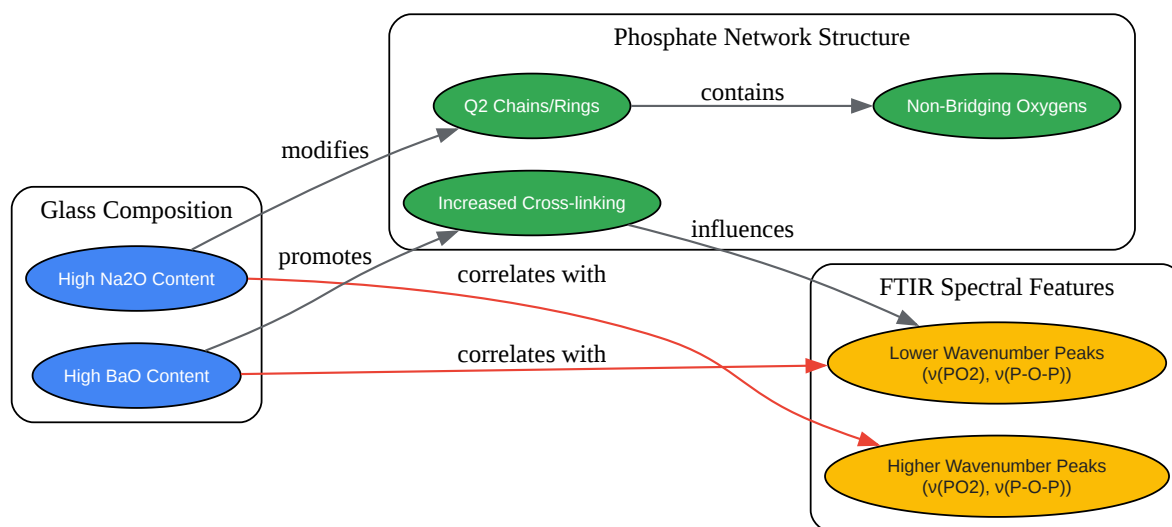 Phosphate Network Structure
Q2 Chains/Rings
contains
Non-Bridging Oxygens
modifies
Increased Cross-linking
Glass Composition
influences
promotes
High Na2O Content
correlates with
FTIR Spectral Features
High BaO Content
correlates with
Lower Wavenumber Peaks
(ν(PO2), ν(P-O-P))
Higher Wavenumber Peaks
(ν(PO2), ν(P-O-P))